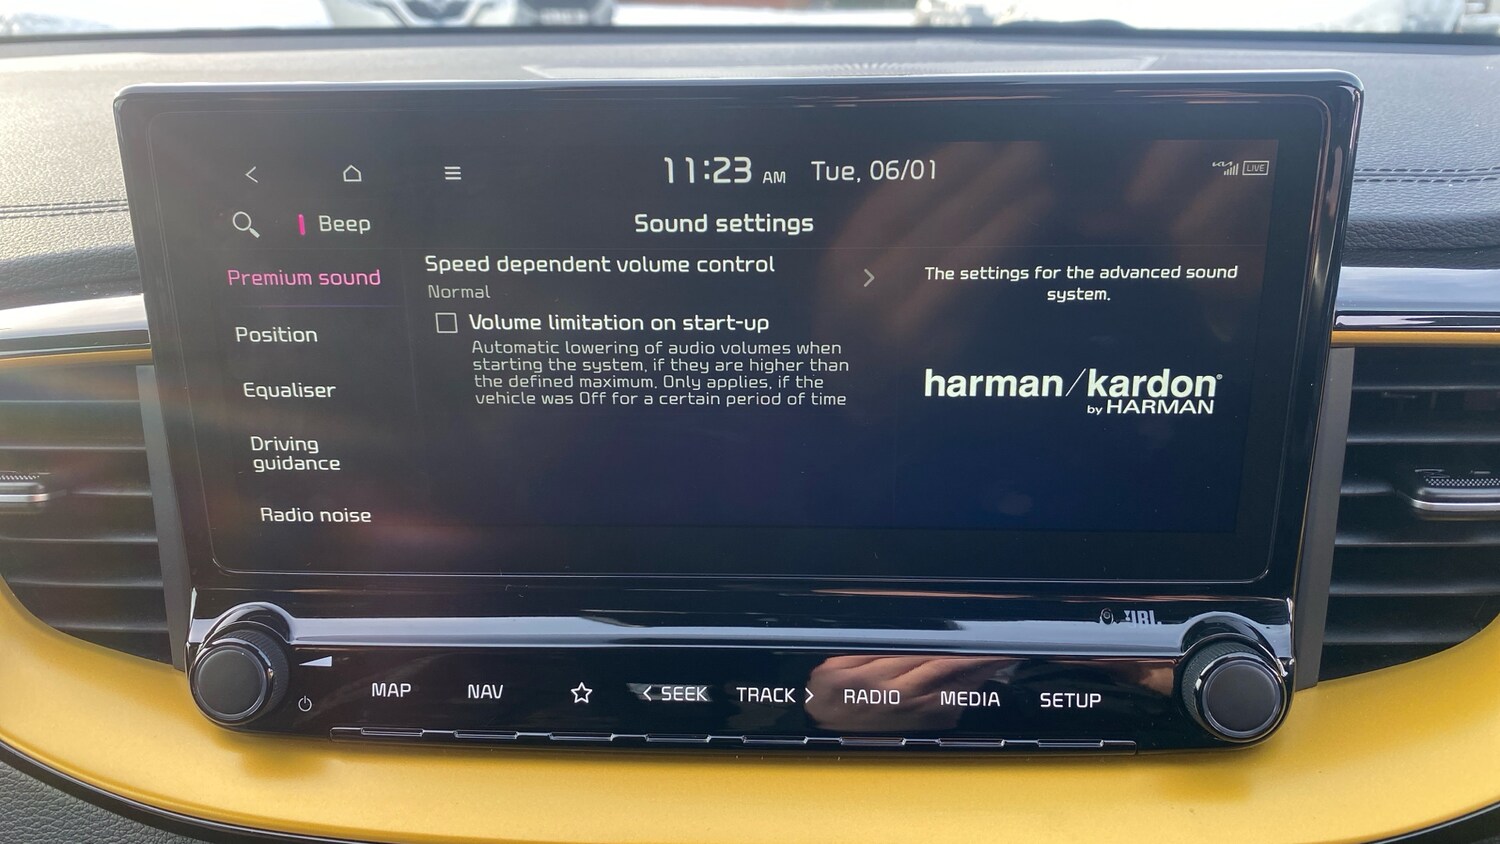 11:23 AM Tue, 06/01
LIVE
Beep
Sound settings
Premium sound
Position
Equaliser
Driving
guidance
Radio noise
Speed dependent volume control
Normal
Volume limitation on start-up
Automatic lowering of audio volumes when
starting the system, if they are higher than
the defined maximum. Only applies, if the
vehicle was Off for a certain period of time
The settings for the advanced sound
system.
harman/kardon®
by HARMAN
JBL
MAP
NAV
< SEEK
TRACK >
RADIO
MEDIA
SETUP